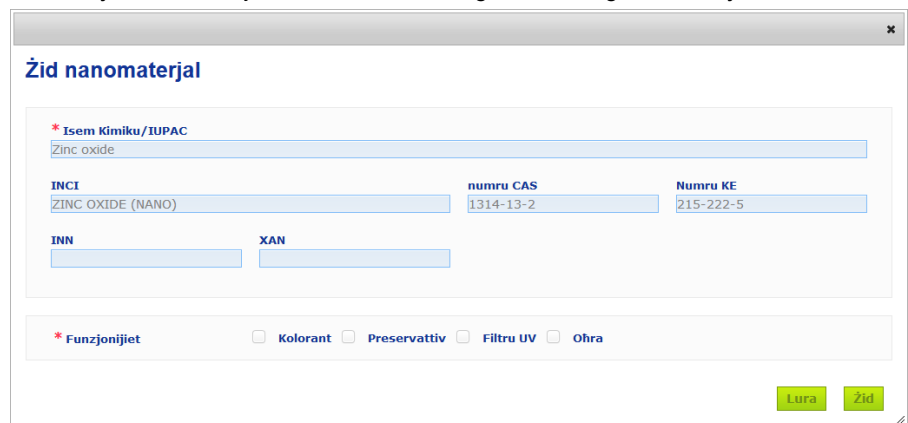 Żid nanomaterjal
* Isem Kimiku/IUPAC
Zinc oxide
INCI numru CAS Numru KE
ZINC OXIDE (NANO) 1314-13-2 215-222-5
INN XAN
* Funzjonijiet Kolorant Preservattiv Filtru UV Oħra
Lura Żid